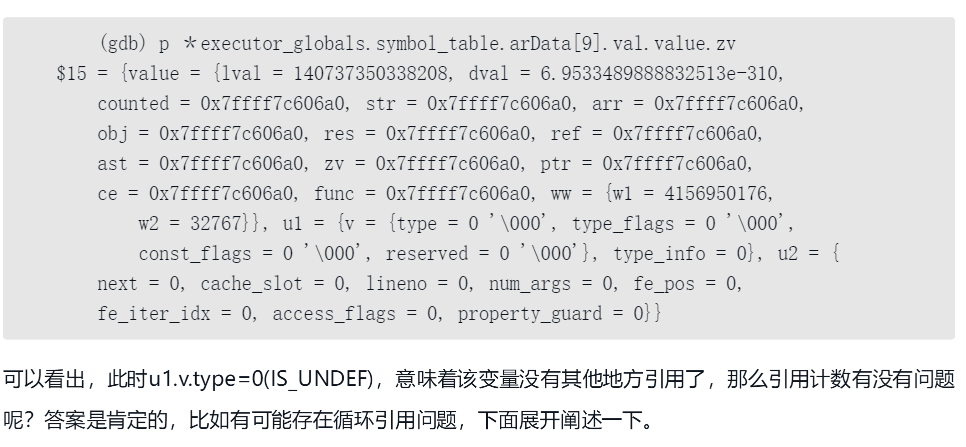 (gdb) p *executor_globals.symbol_table.arData[9].val.value.zv
$15 = {value = {lval = 140737350338208, dval = 6.9533489888832513e-310,
counted = 0x7ffff7c606a0, str = 0x7ffff7c606a0, arr = 0x7ffff7c606a0,
obj = 0x7ffff7c606a0, res = 0x7ffff7c606a0, ref = 0x7ffff7c606a0,
ast = 0x7ffff7c606a0, zv = 0x7ffff7c606a0, ptr = 0x7ffff7c606a0,
ce = 0x7ffff7c606a0, func = 0x7ffff7c606a0, ww = {w1 = 4156950176,
w2 = 32767}}, u1 = {v = {type = 0 '\000', type_flags = 0 '\000',
const_flags = 0 '\000', reserved = 0 '\000'}, type_info = 0}, u2 = {
next = 0, cache_slot = 0, lineno = 0, num_args = 0, fe_pos = 0,
fe_iter_idx = 0, access_flags = 0, property_guard = 0}}
可以看出，此时u1.v.type=0(IS_UNDEF)，意味着该变量没有其他地方引用了，那么引用计数有没有问题
呢？答案是肯定的，比如有可能存在循环引用问题，下面展开阐述一下。